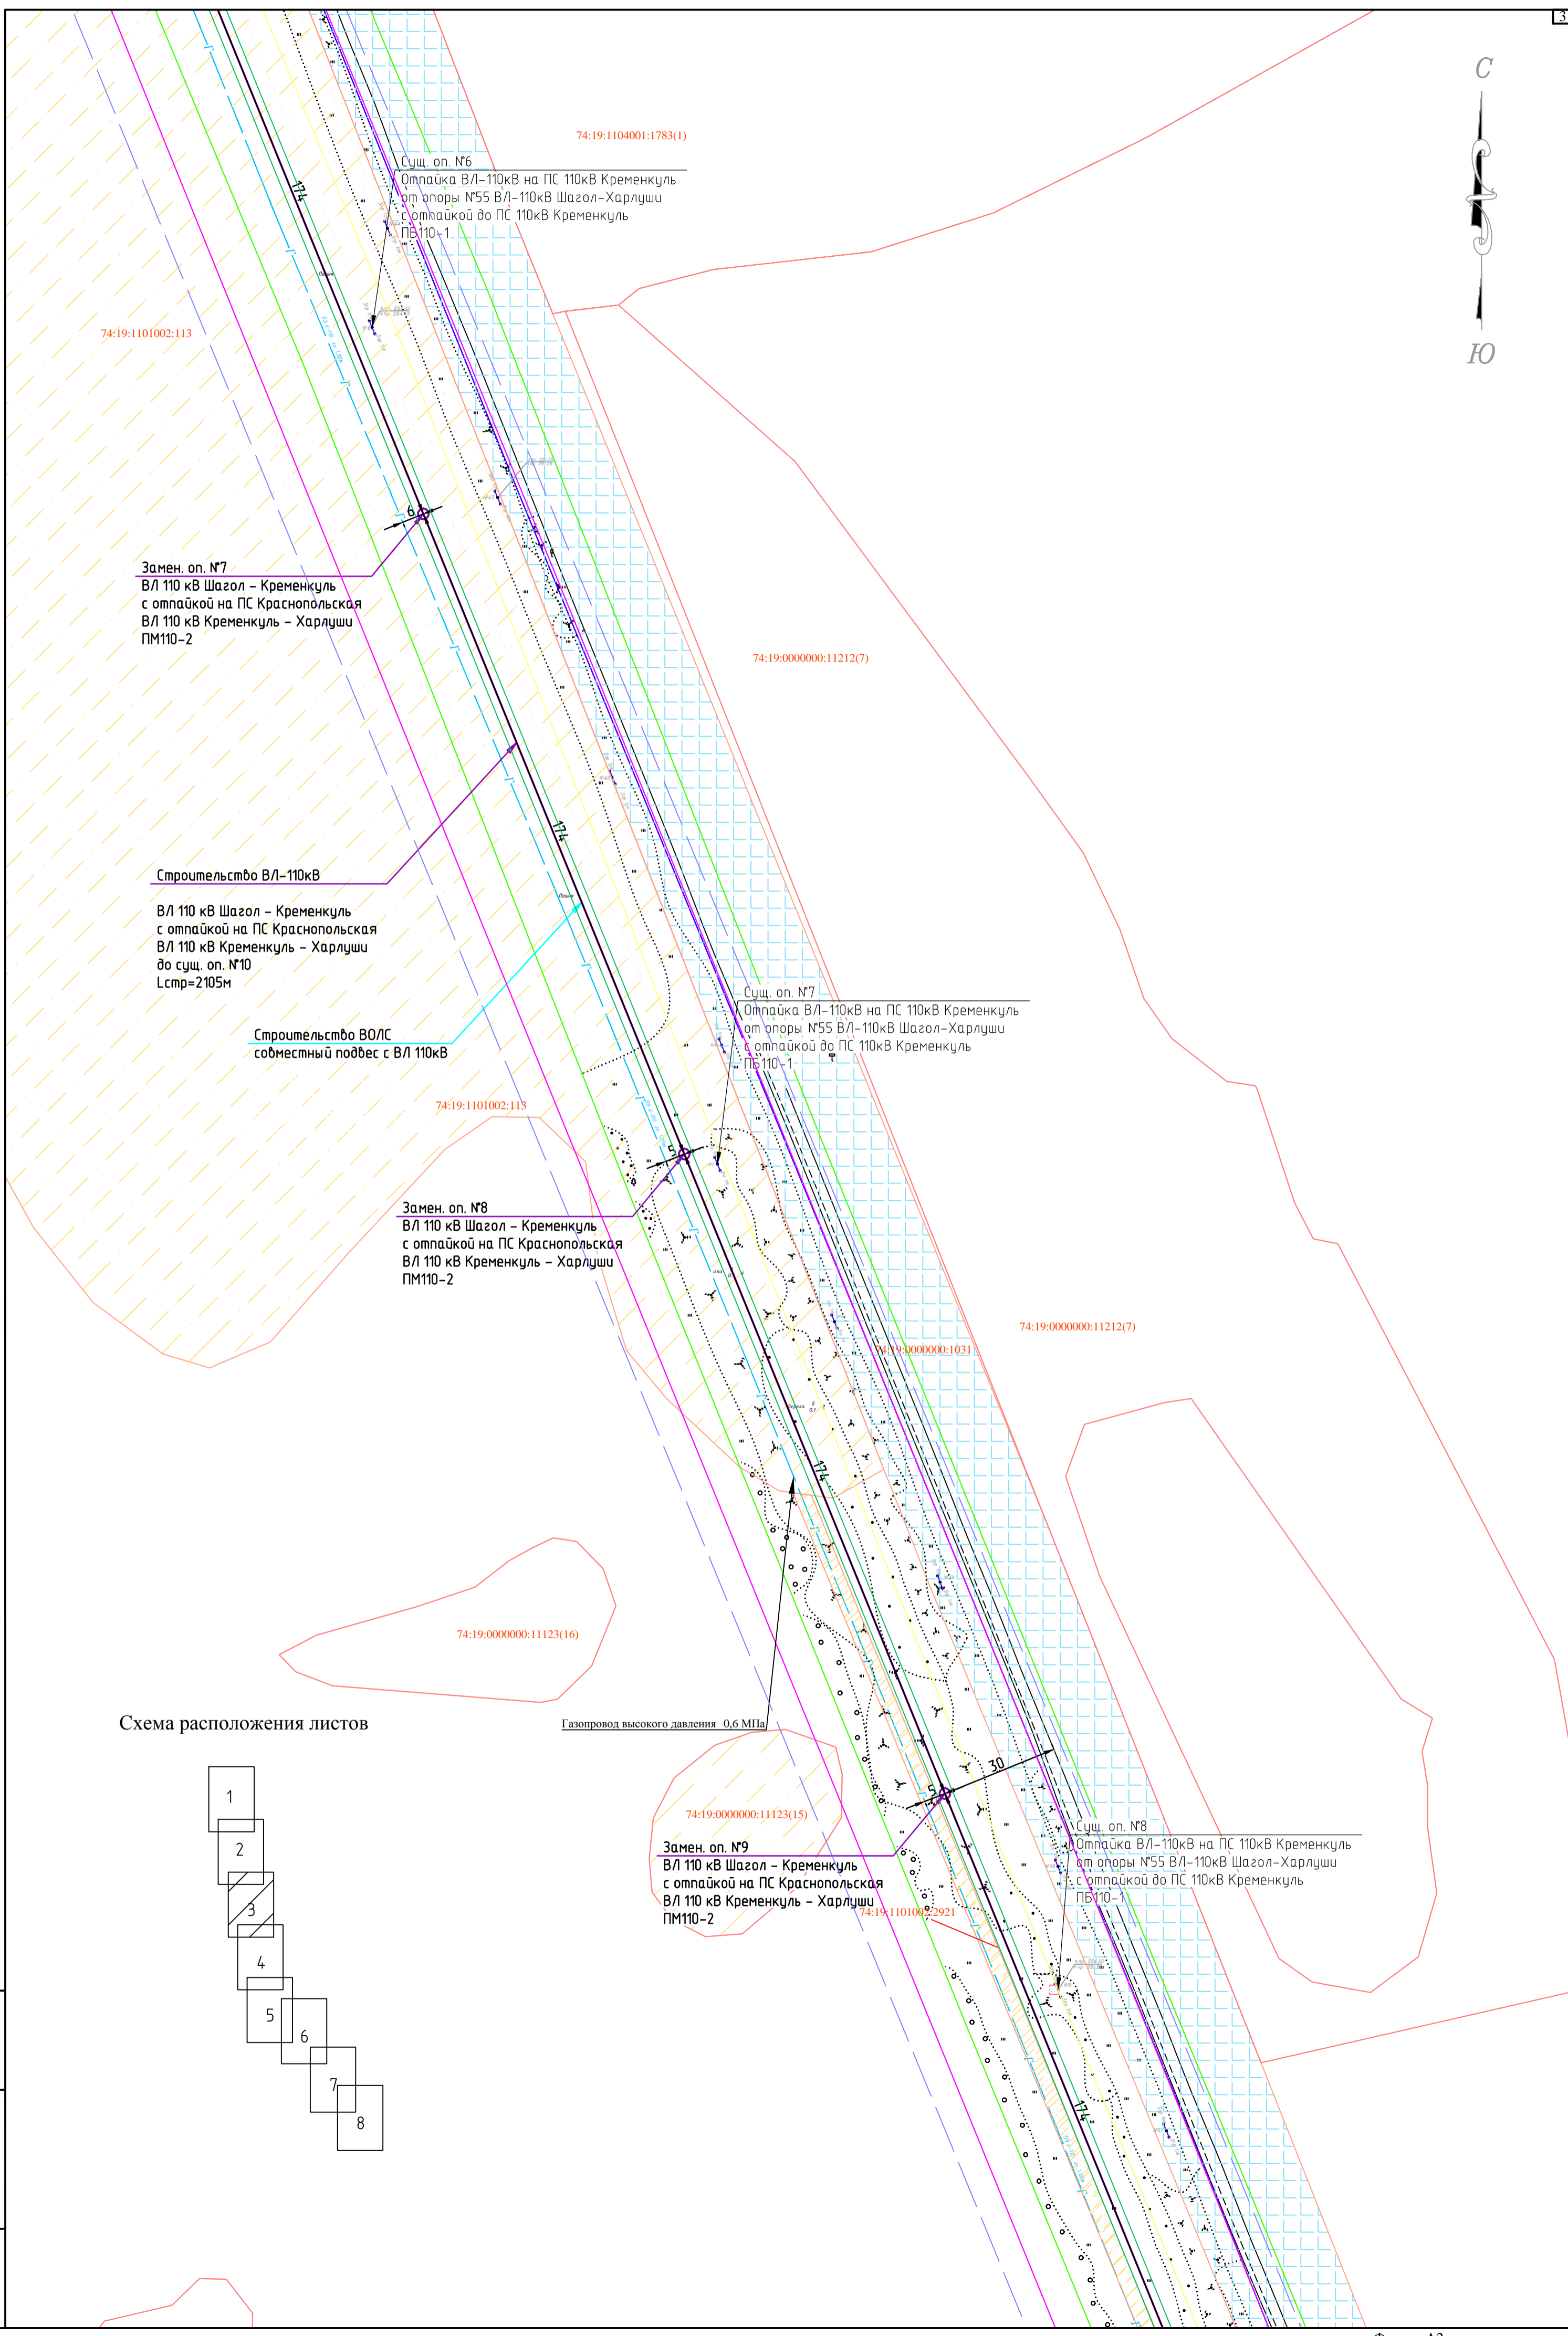 3
С
Ю
74:19:1104001:1783(1)
Сущ. оп. №6
Отпайка ВЛ-110кВ на ПС 110кВ Кременкуль
от опоры №55 ВЛ-110кВ Шагол-Харлуши
с отпайкой до ПС 110кВ Кременкуль
ПБ110-1
174
Пашня
74:19:1101002:113
6
Замен. оп. №7
ВЛ 110 кВ Шагол - Кременкуль
с отпайкой на ПС Краснопольская
ВЛ 110 кВ Кременкуль - Харлуши
ПМ110-2
74:19:0000000:11212(7)
174
Строительство ВЛ-110кВ
ВЛ 110 кВ Шагол - Кременкуль
с отпайкой на ПС Краснопольская
ВЛ 110 кВ Кременкуль - Харлуши
до сущ. оп. №10
Lстр=2105м
Пашня
Сущ. оп. №7
Отпайка ВЛ-110кВ на ПС 110кВ Кременкуль
от опоры №55 ВЛ-110кВ Шагол-Харлуши
с отпайкой до ПС 110кВ Кременкуль
ПБ110-1
Строительство ВОЛС
совместный подвес с ВЛ 110кВ
74:19:1101002:113
5
Замен. оп. №8
ВЛ 110 кВ Шагол - Кременкуль
с отпайкой на ПС Краснопольская
ВЛ 110 кВ Кременкуль - Харлуши
ПМ110-2
74:19:0000000:11212(7)
74:19:0000000:1031
174
74:19:0000000:11123(16)
Схема расположения листов
Газопровод высокого давления 0,6 МПа
1
2
3
4
5
6
7
8
30
5
74:19:0000000:11123(15)
Замен. оп. №9
ВЛ 110 кВ Шагол - Кременкуль
с отпайкой на ПС Краснопольская
ВЛ 110 кВ Кременкуль - Харлуши
ПМ110-2
Сущ. оп. №8
Отпайка ВЛ-110кВ на ПС 110кВ Кременкуль
от опоры №55 ВЛ-110кВ Шагол-Харлуши
с отпайкой до ПС 110кВ Кременкуль
ПБ110-1
74:19:1101002:2921
174